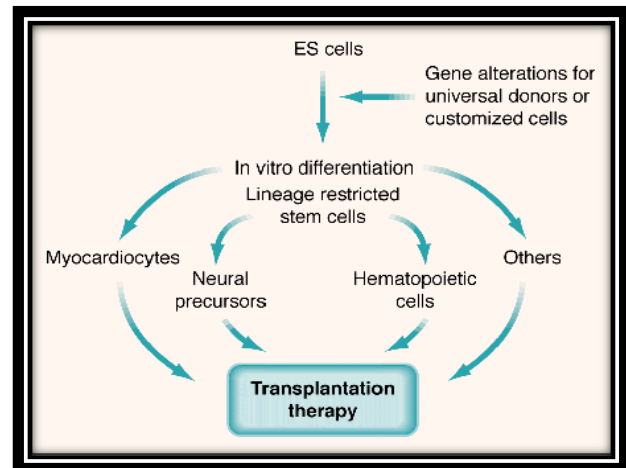 ES cells
Gene alterations for
universal donors or
customized cells
In vitro differentiation
Lineage restricted
stem cells
Myocardiocytes
Neural
precursors
Hematopoietic
cells
Others
Transplantation
therapy